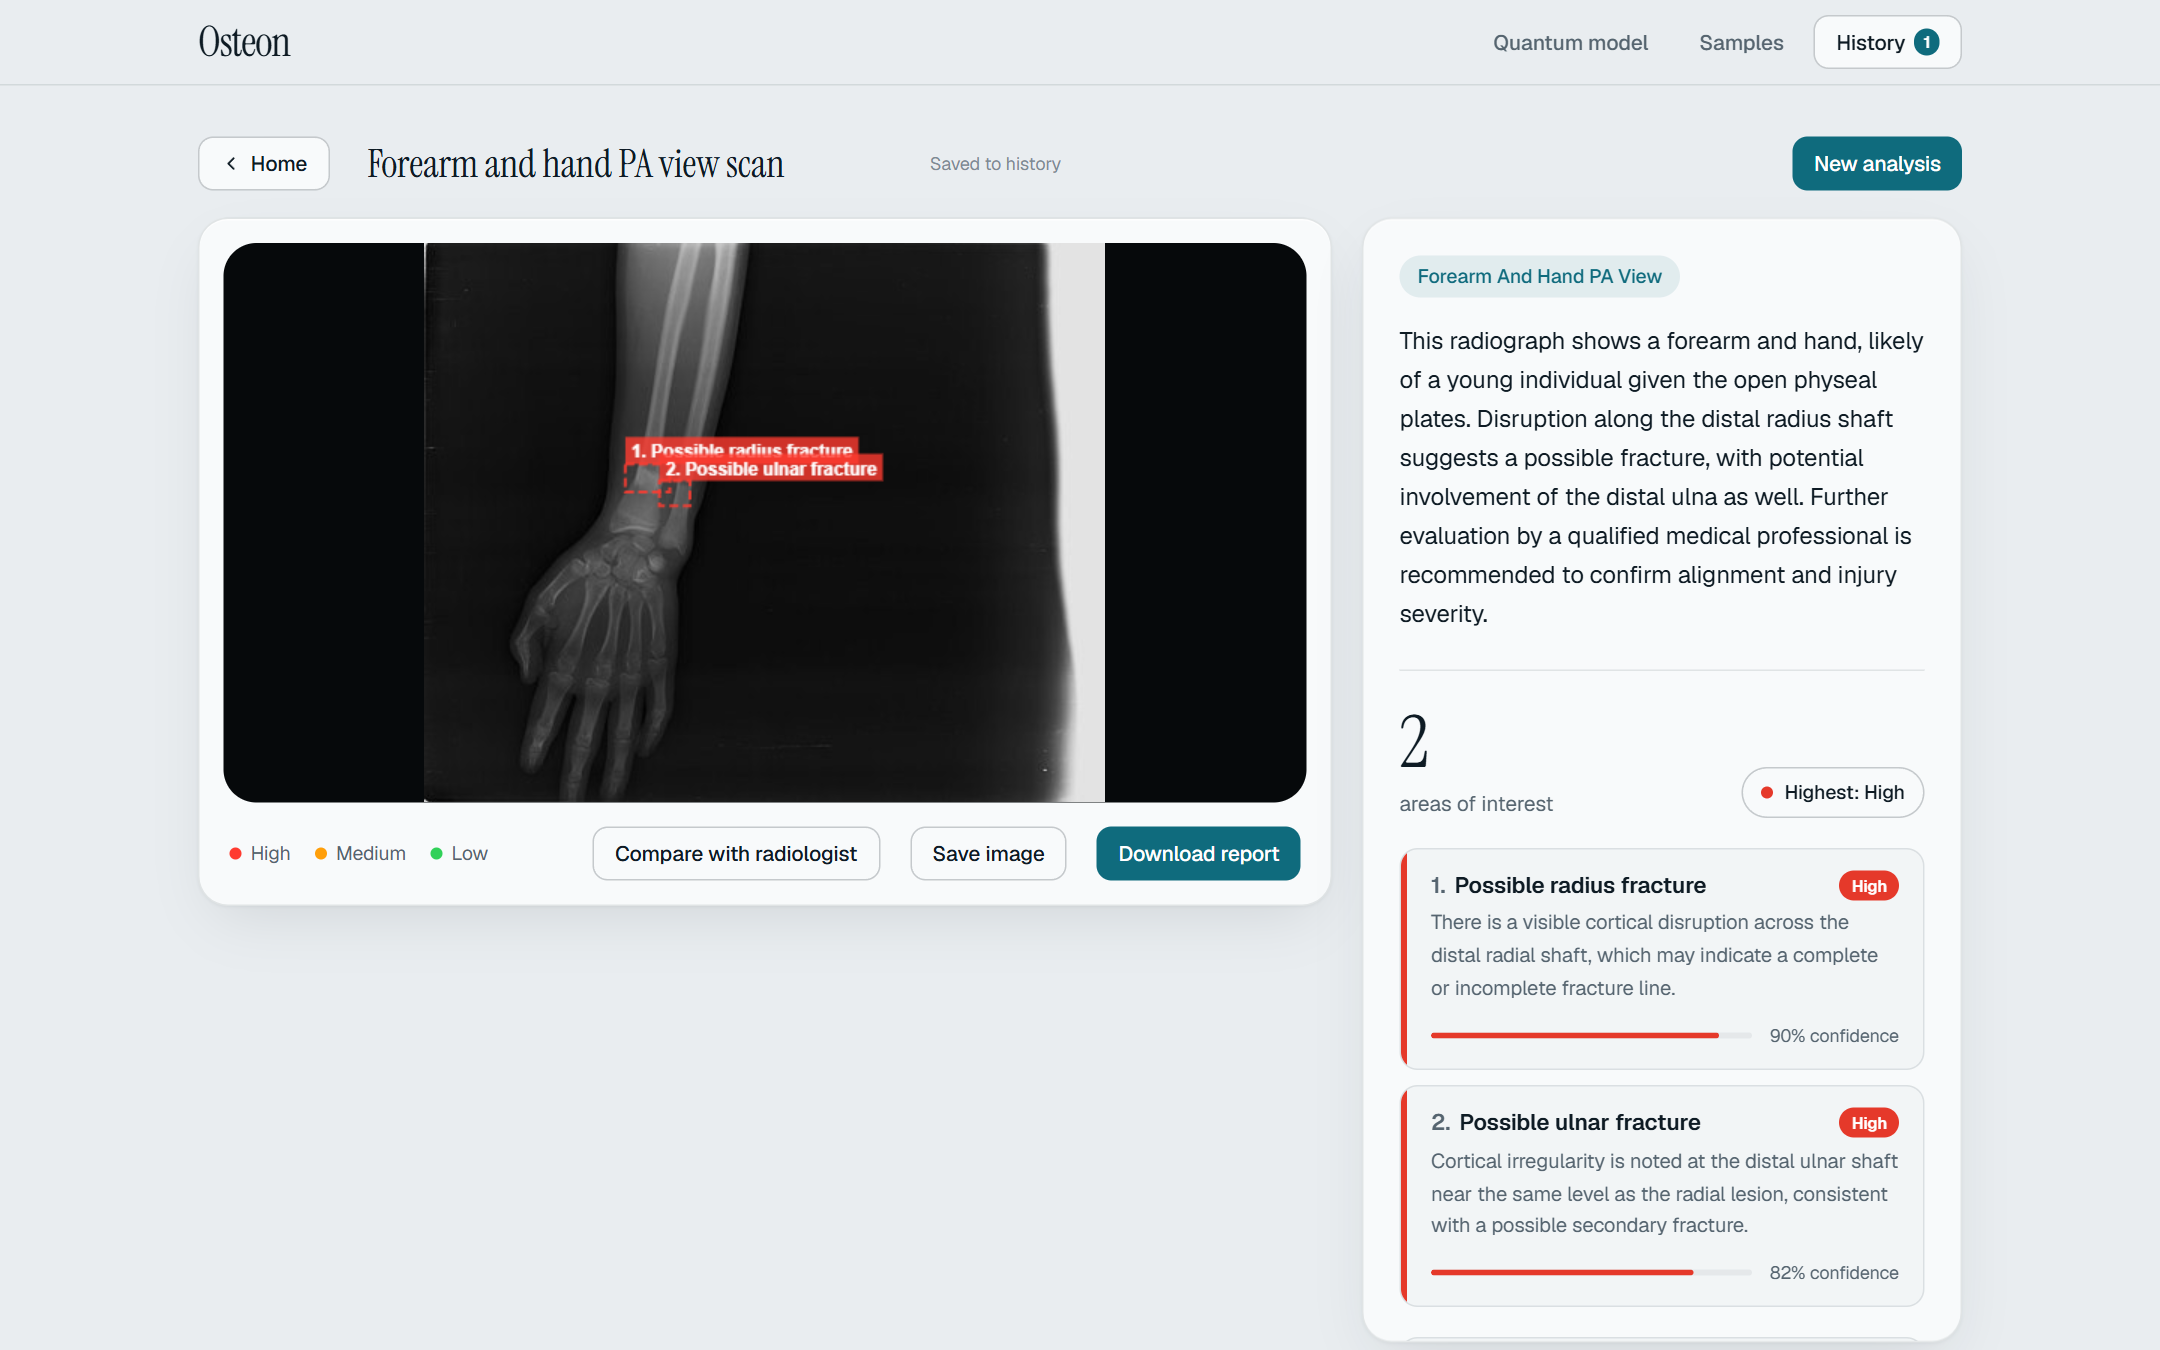 Osteon
Quantum model
Samples
History 1
Home
Forearm and hand PA view scan
Saved to history
New analysis
1. Possible radius fracture
2. Possible ulnar fracture
High
Medium
Low
Compare with radiologist
Save image
Download report
Forearm And Hand PA View
This radiograph shows a forearm and hand, likely
of a young individual given the open physeal
plates. Disruption along the distal radius shaft
suggests a possible fracture, with potential
involvement of the distal ulna as well. Further
evaluation by a qualified medical professional is
recommended to confirm alignment and injury
severity.
2
areas of interest
Highest: High
1. Possible radius fracture
High
There is a visible cortical disruption across the
distal radial shaft, which may indicate a complete
or incomplete fracture line.
90% confidence
2. Possible ulnar fracture
High
Cortical irregularity is noted at the distal ulnar shaft
near the same level as the radial lesion, consistent
with a possible secondary fracture.
82% confidence